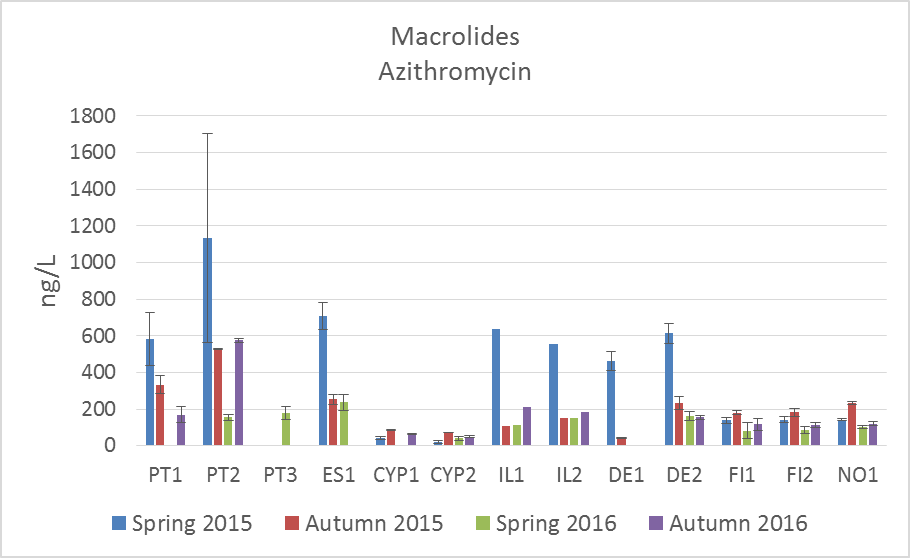 Macrolides
Azithromycin
1800
1600
1400
1200
1000
800
600
400
200
0
ng/L
PT1 PT2 PT3 ES1 CYP1 CYP2 IL1 IL2 DE1 DE2 FI1 FI2 NO1
Spring 2015 Autumn 2015 Spring 2016 Autumn 2016